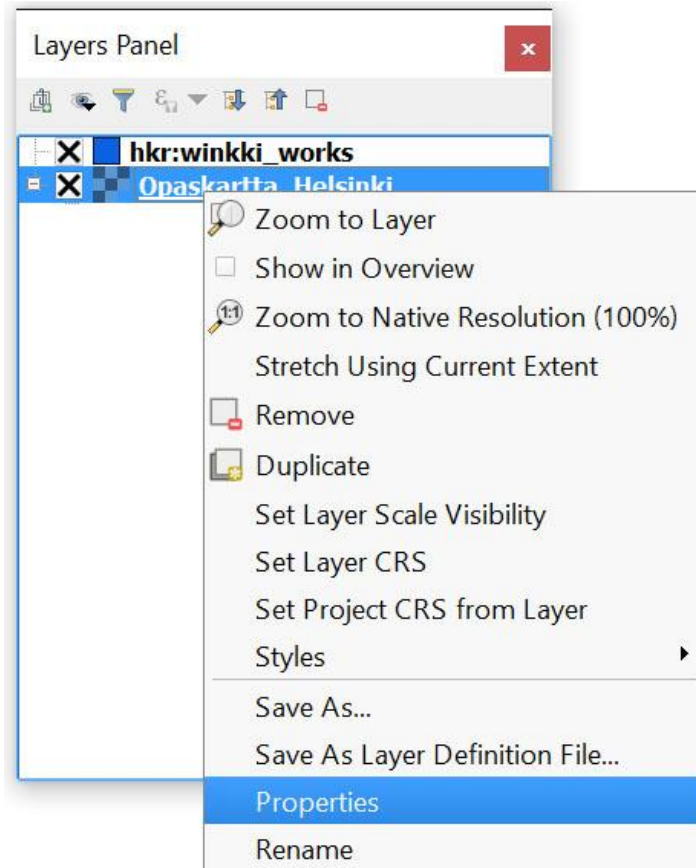 Layers Panel
x
hkr:winkki_works
Opaskartta_Helsinki
Zoom to Layer
Show in Overview
1:1 Zoom to Native Resolution (100%)
Stretch Using Current Extent
Remove
Duplicate
Set Layer Scale Visibility
Set Layer CRS
Set Project CRS from Layer
Styles
Save As...
Save As Layer Definition File...
Properties
Rename